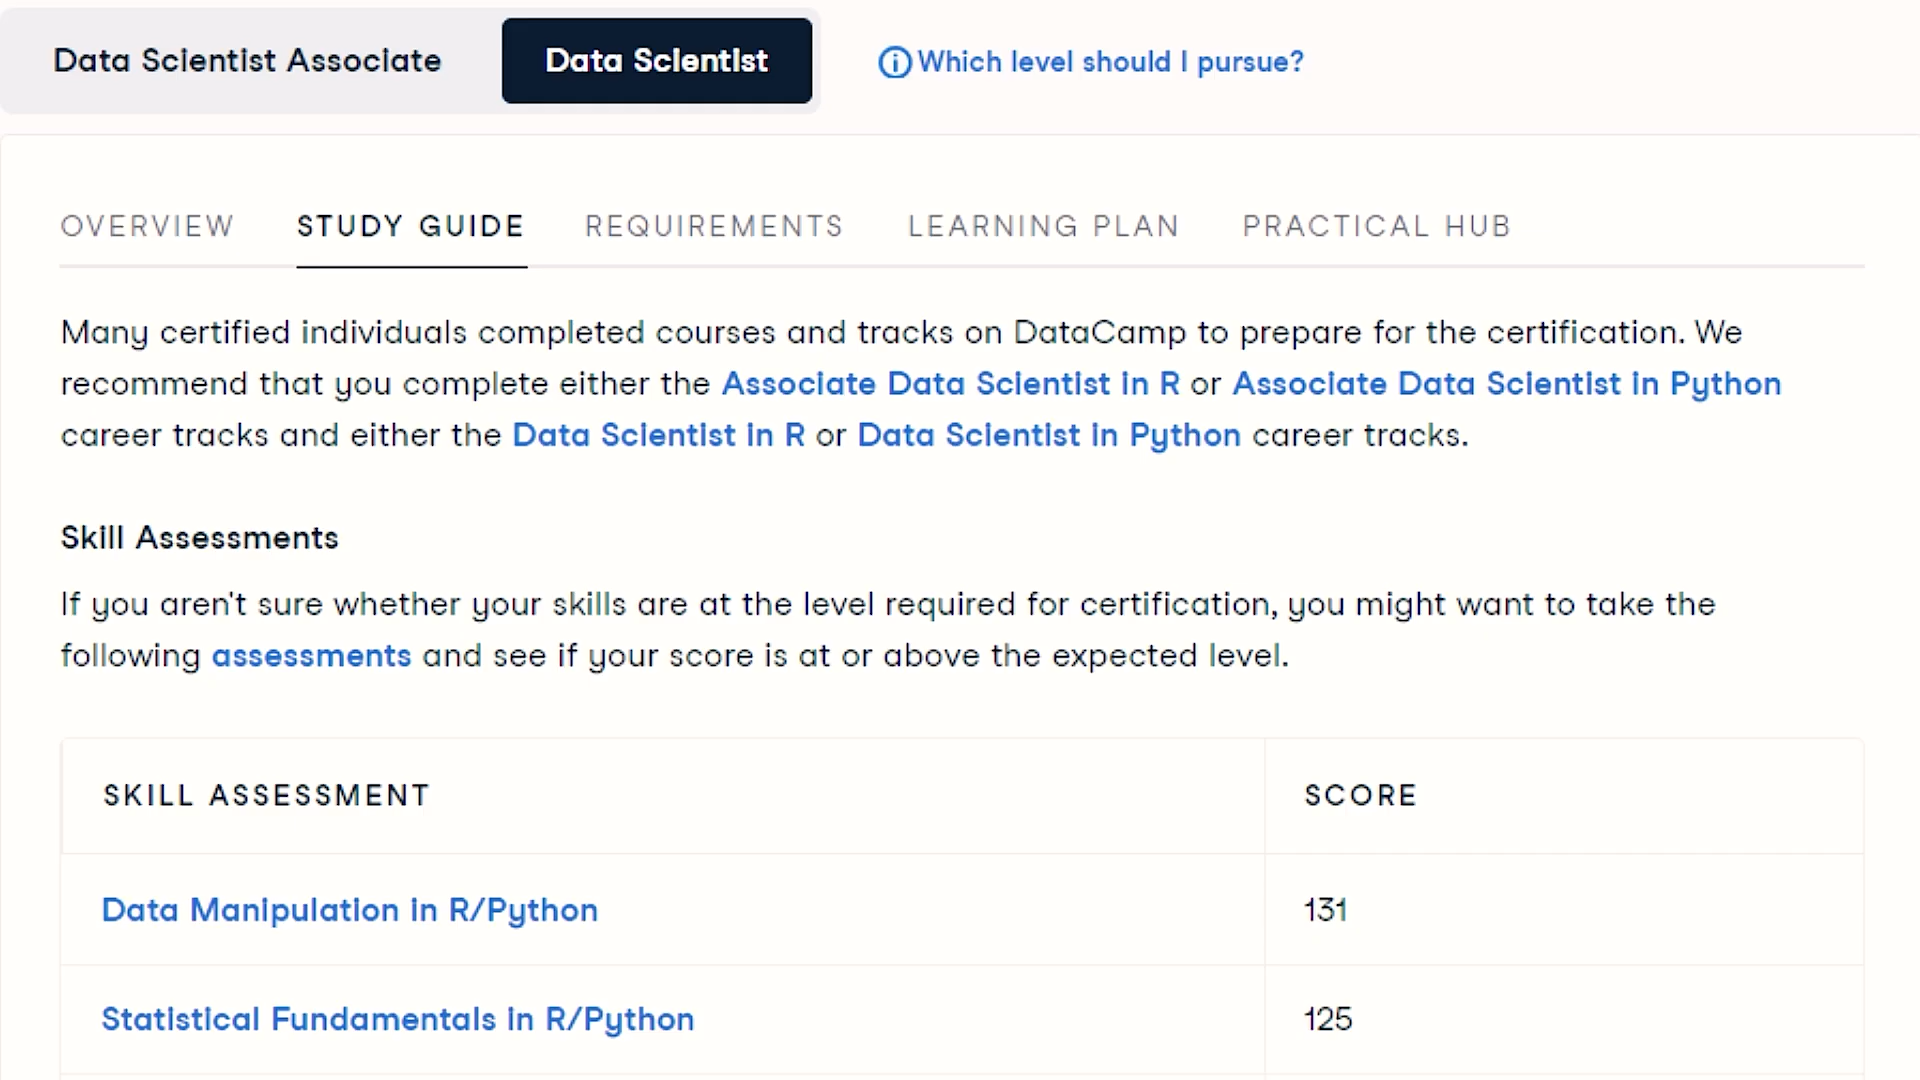 Data Scientist Associate Data Scientist Which level should I pursue?
OVERVIEW STUDY GUIDE REQUIREMENTS LEARNING PLAN PRACTICAL HUB
Many certified individuals completed courses and tracks on DataCamp to prepare for the certification. We
recommend that you complete either the Associate Data Scientist in R or Associate Data Scientist in Python
career tracks and either the Data Scientist in R or Data Scientist in Python career tracks.
Skill Assessments
If you aren't sure whether your skills are at the level required for certification, you might want to take the
following assessments and see if your score is at or above the expected level.
SKILL ASSESSMENT SCORE
Data Manipulation in R/Python 131
Statistical Fundamentals in R/Python 125